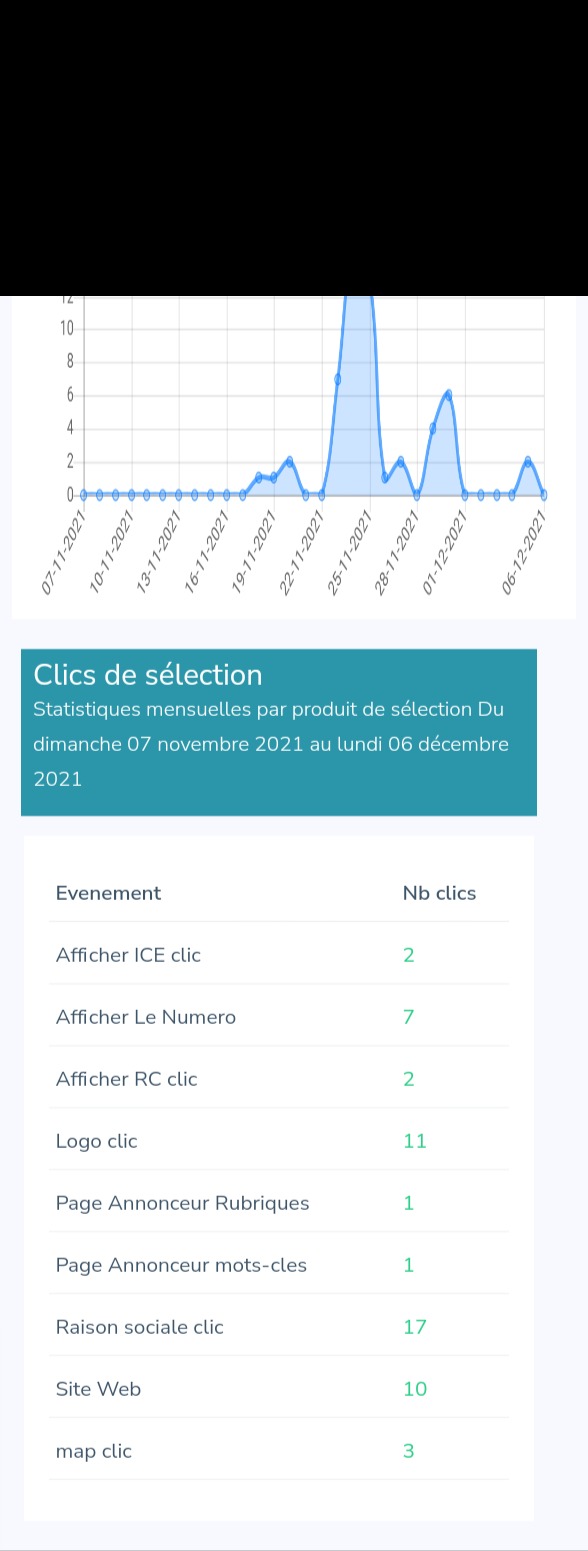 12
10
8
6
4
2
0
07-11-2021
10-11-2021
13-11-2021
16-11-2021
19-11-2021
22-11-2021
25-11-2021
28-11-2021
01-12-2021
06-12-2021
Clics de sélection
Statistiques mensuelles par produit de sélection Du
dimanche 07 novembre 2021 au lundi 06 décembre
2021
Evenement Nb clics
Afficher ICE clic 2
Afficher Le Numero 7
Afficher RC clic 2
Logo clic 11
Page Annonceur Rubriques 1
Page Annonceur mots-cles 1
Raison sociale clic 17
Site Web 10
map clic 3